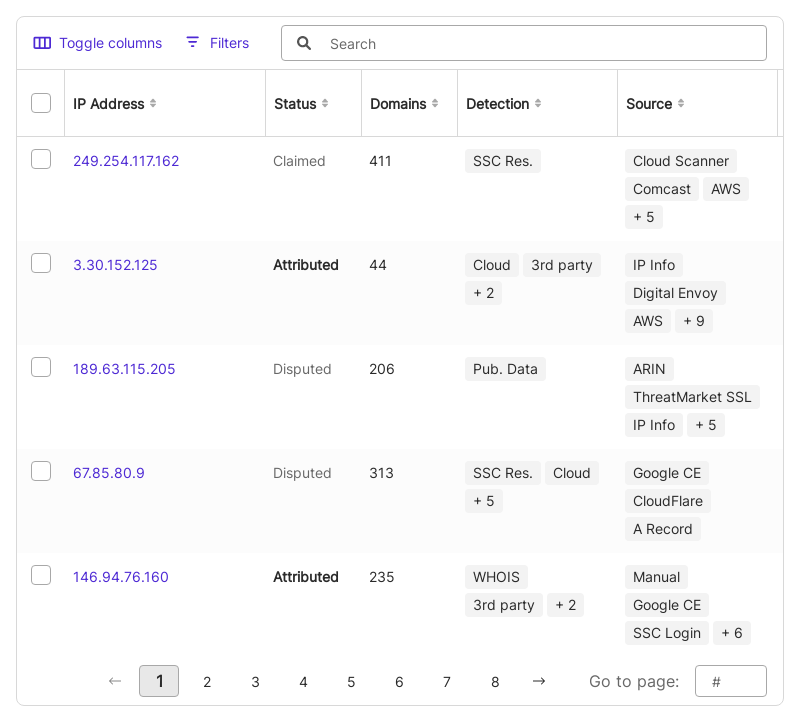 Toggle columns Filters Search
IP Address Status Domains Detection Source
249.254.117.162 Claimed 411 SSC Res. Cloud Scanner
Comcast AWS
+ 5
3.30.152.125 Attributed 44 Cloud 3rd party IP Info
+ 2 Digital Envoy
AWS + 9
189.63.115.205 Disputed 206 Pub. Data ARIN
ThreatMarket SSL
IP Info + 5
67.85.80.9 Disputed 313 SSC Res. Cloud Google CE
+ 5 CloudFlare
A Record
146.94.76.160 Attributed 235 WHOIS Manual
3rd party + 2 Google CE
SSC Login + 6
← 1 2 3 4 5 6 7 8 → Go to page: #